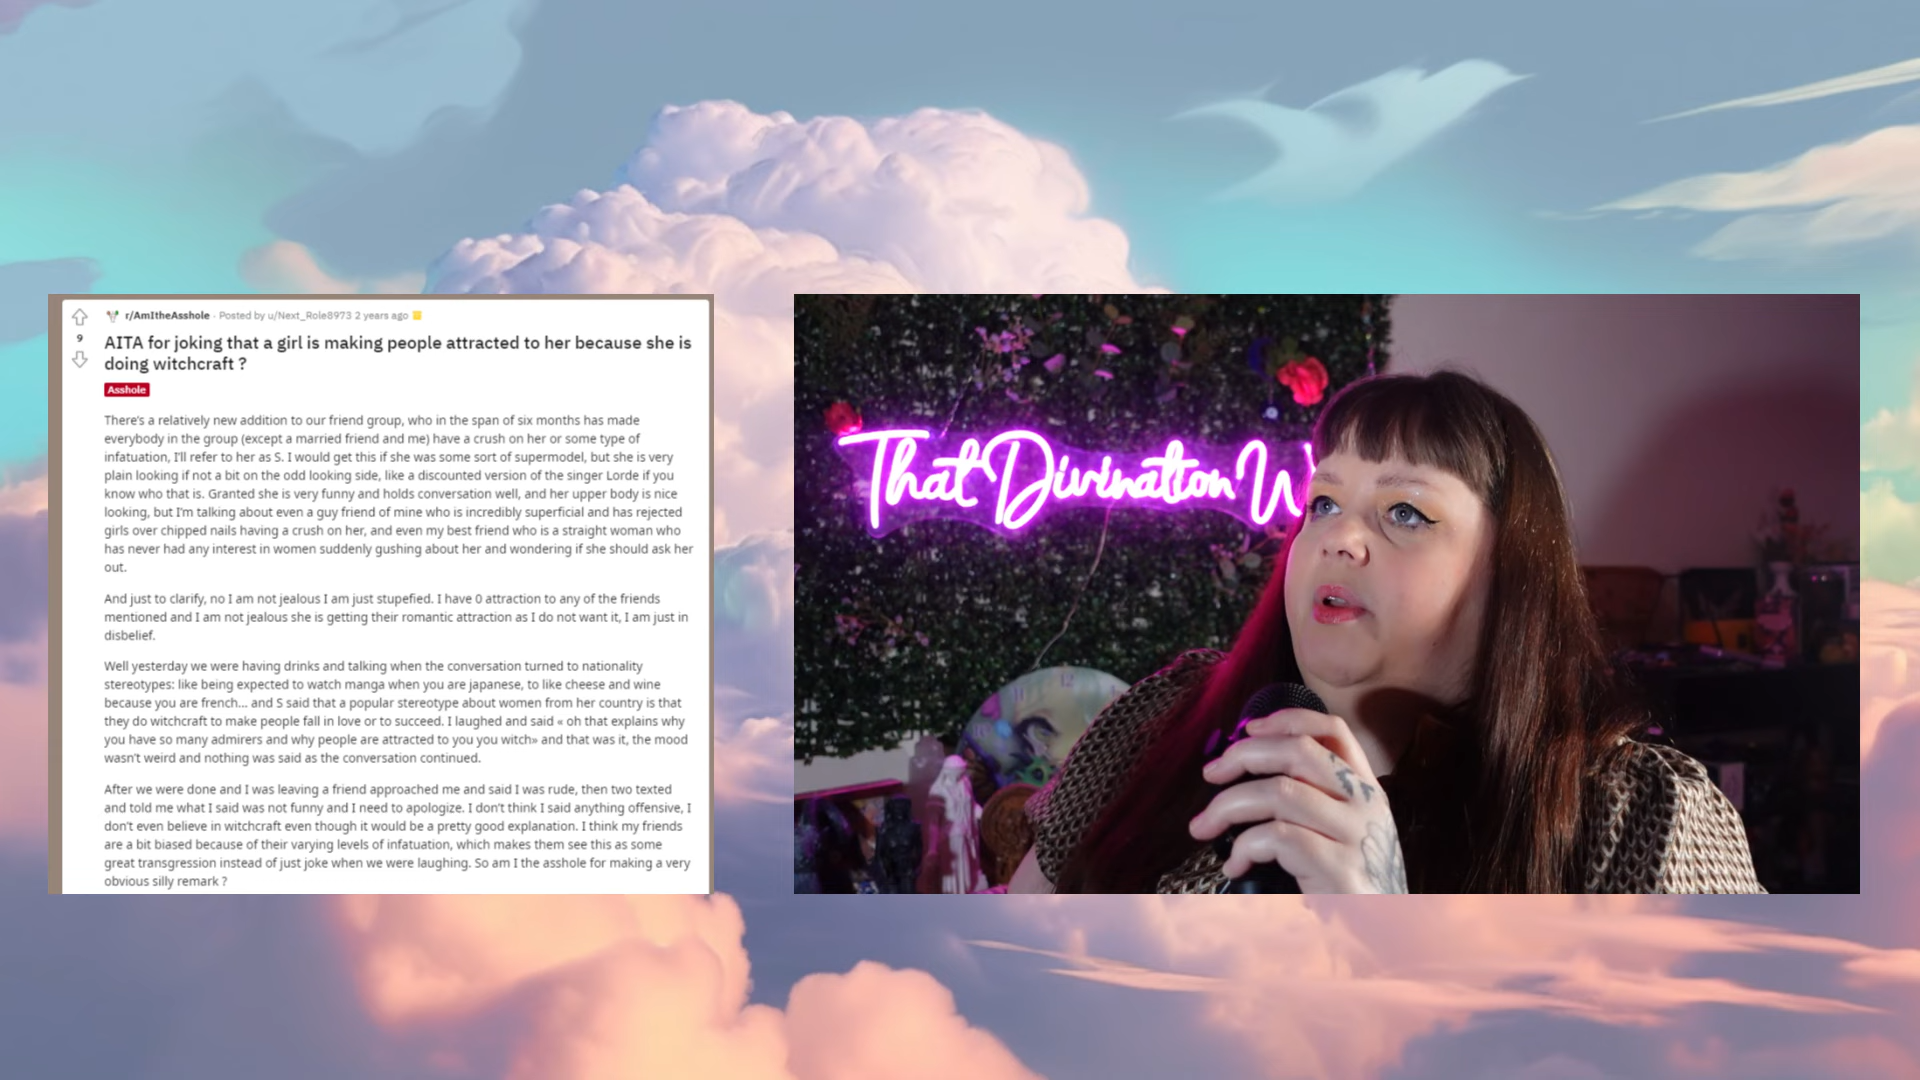 r/AmItheAsshole · Posted by u/Next_Role8973 2 years ago
9
AITA for joking that a girl is making people attracted to her because she is
doing witchcraft ?
Asshole
There's a relatively new addition to our friend group, who in the span of six months has made
everybody in the group (except a married friend and me) have a crush on her or some type of
infatuation, I'll refer to her as S. I would get this if she was some sort of supermodel, but she is very
plain looking if not a bit on the odd looking side, like a discounted version of the singer Lorde if you
know who that is. Granted she is very funny and holds conversation well, and her upper body is nice
looking, but I'm talking about even a guy friend of mine who is incredibly superficial and has rejected
girls over chipped nails having a crush on her, and even my best friend who is a straight woman who
has never had any interest in women suddenly gushing about her and wondering if she should ask her
out.
And just to clarify, no I am not jealous I am just stupefied. I have 0 attraction to any of the friends
mentioned and I am not jealous she is getting their romantic attraction as I do not want it, I am just in
disbelief.
Well yesterday we were having drinks and talking when the conversation turned to nationality
stereotypes: like being expected to watch manga when you are japanese, to like cheese and wine
because you are french... and S said that a popular stereotype about women from her country is that
they do witchcraft to make people fall in love or to succeed. I laughed and said « oh that explains why
you have so many admirers and why people are attracted to you you witch» and that was it, the mood
wasn't weird and nothing was said as the conversation continued.
After we were done and I was leaving a friend approached me and said I was rude, then two texted
and told me what I said was not funny and I need to apologize. I don't think I said anything offensive, I
don't even believe in witchcraft even though it would be a pretty good explanation. I think my friends
are a bit biased because of their varying levels of infatuation, which makes them see this as some
great transgression instead of just joke when we were laughing. So am I the asshole for making a very
obvious silly remark ?
That Divination W
11 12